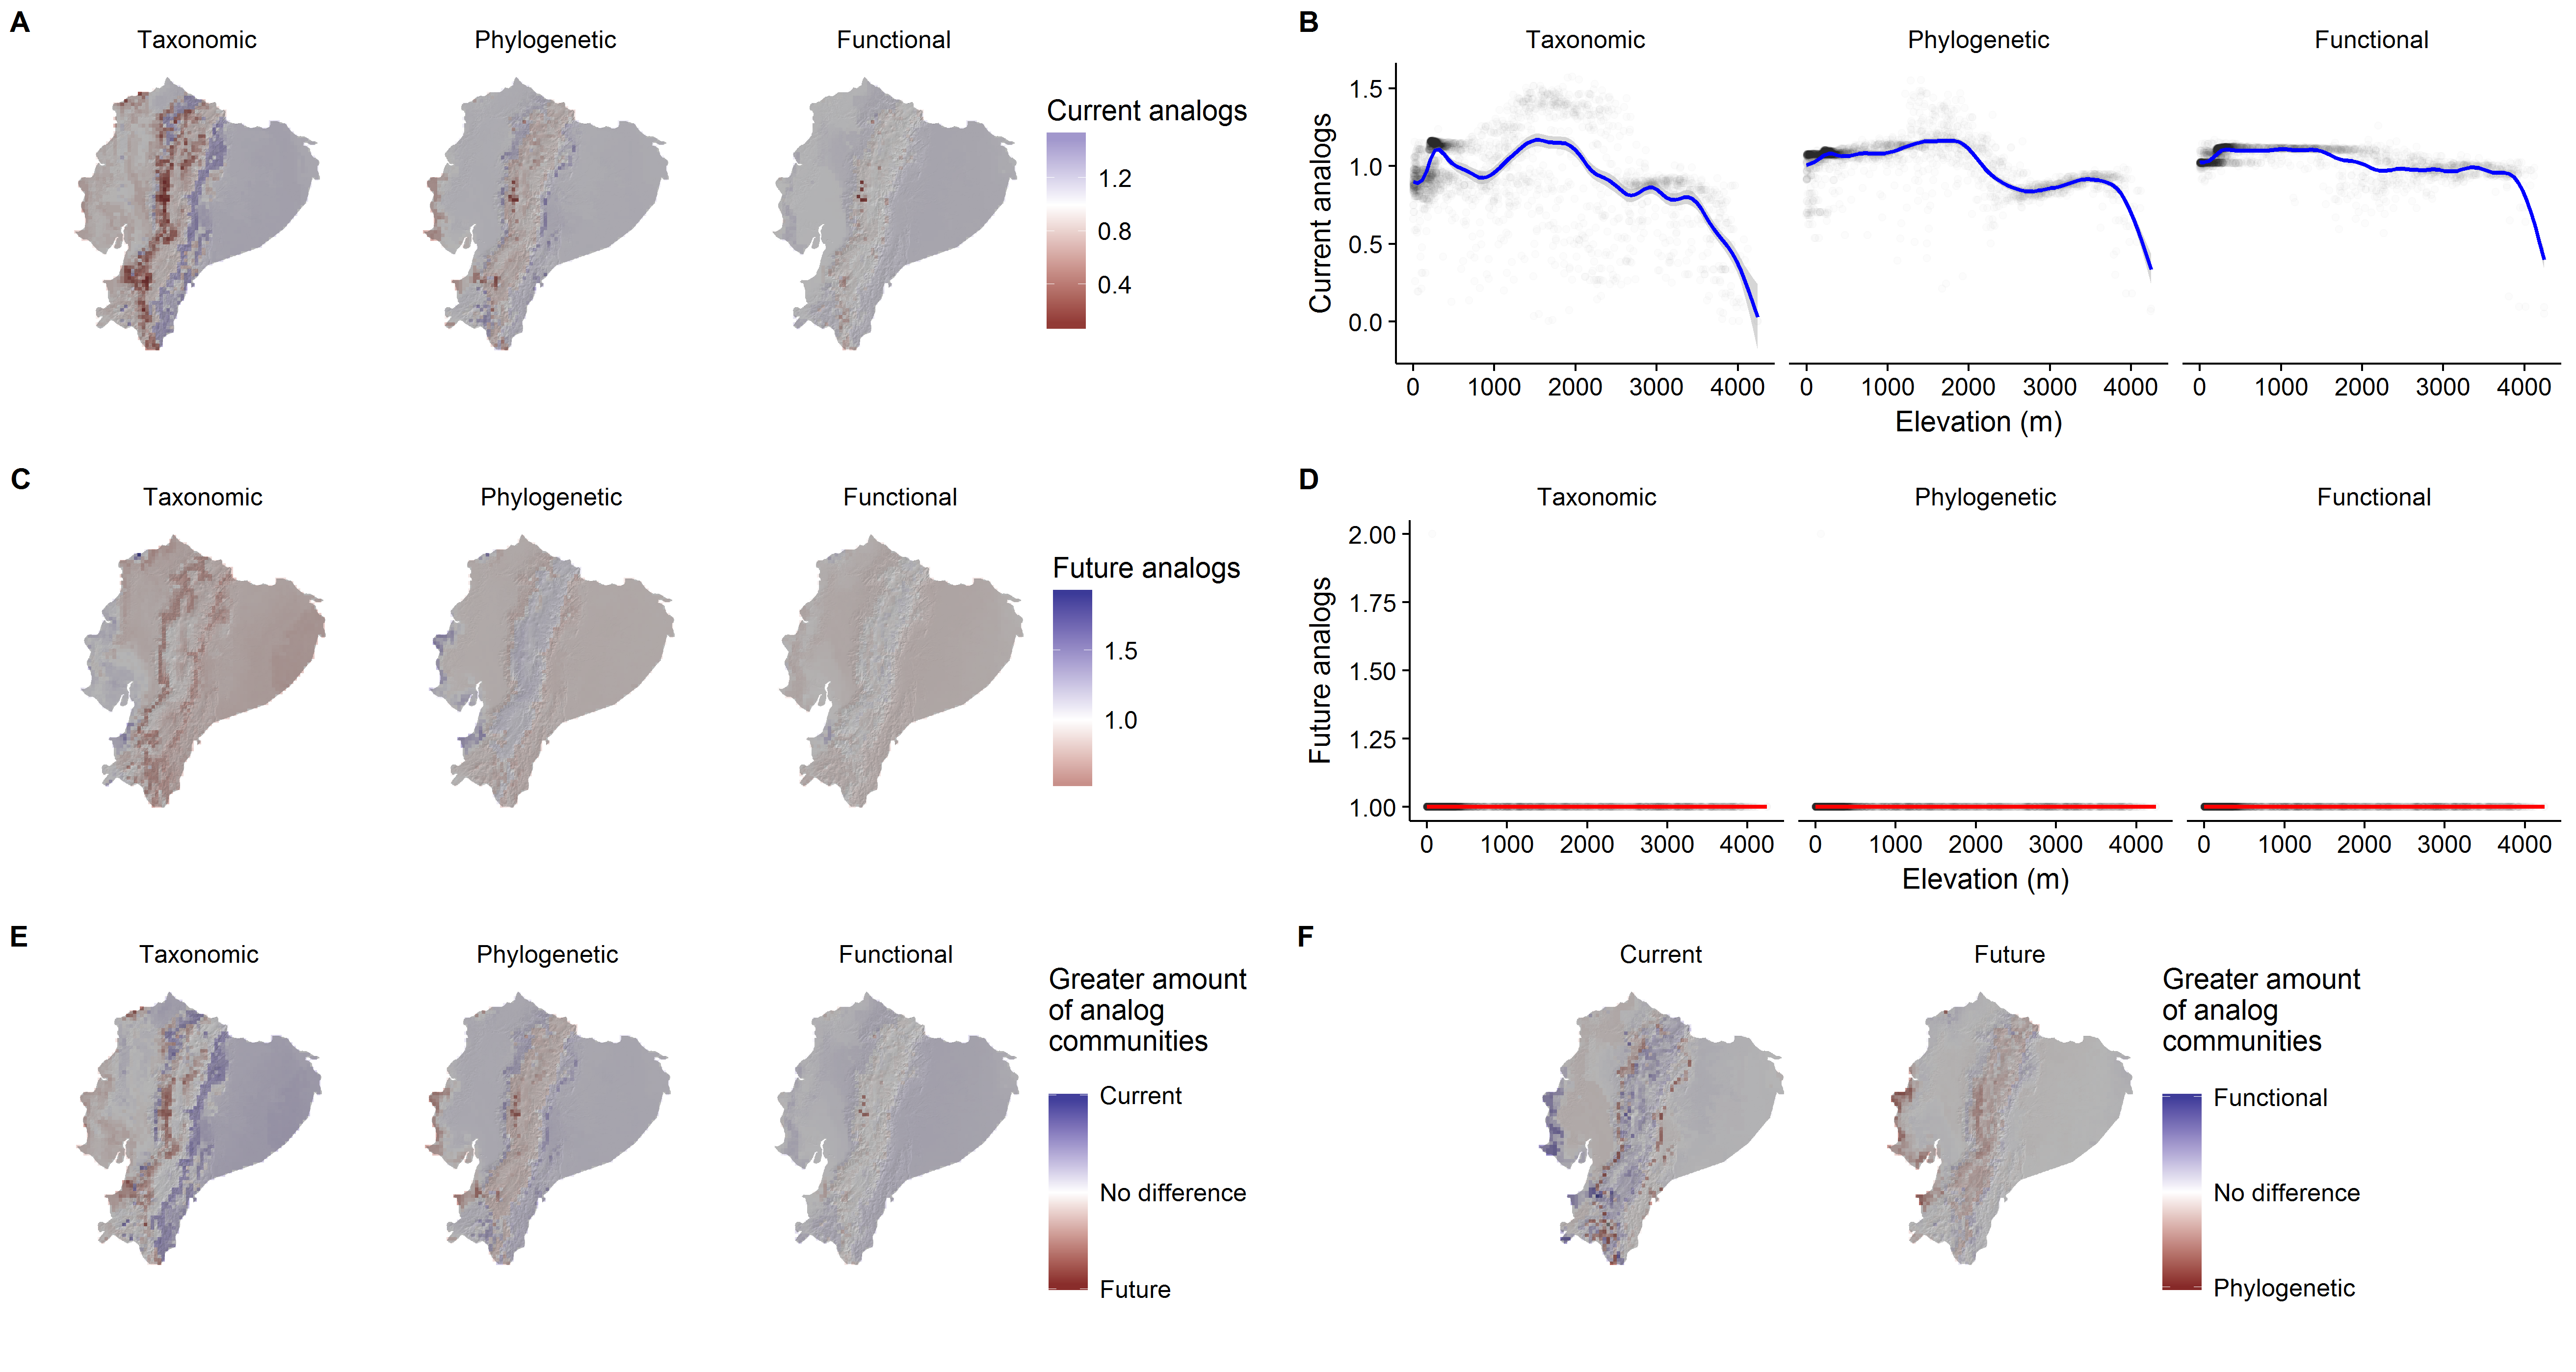 A
Taxonomic
Phylogenetic
Functional
Current analogs
1.2
0.8
0.4
B
Taxonomic
Phylogenetic
Functional
Current analogs
1.5
1.0
0.5
0.0
0 1000 2000 3000 4000
0 1000 2000 3000 4000
0 1000 2000 3000 4000
Elevation (m)
C
Taxonomic
Phylogenetic
Functional
Future analogs
1.5
1.0
D
Taxonomic
Phylogenetic
Functional
Future analogs
2.00
1.75
1.50
1.25
1.00
0 1000 2000 3000 4000
0 1000 2000 3000 4000
0 1000 2000 3000 4000
Elevation (m)
E
Taxonomic
Phylogenetic
Functional
Greater amount
of analog
communities
Current
No difference
Future
F
Current
Future
Greater amount
of analog
communities
Functional
No difference
Phylogenetic